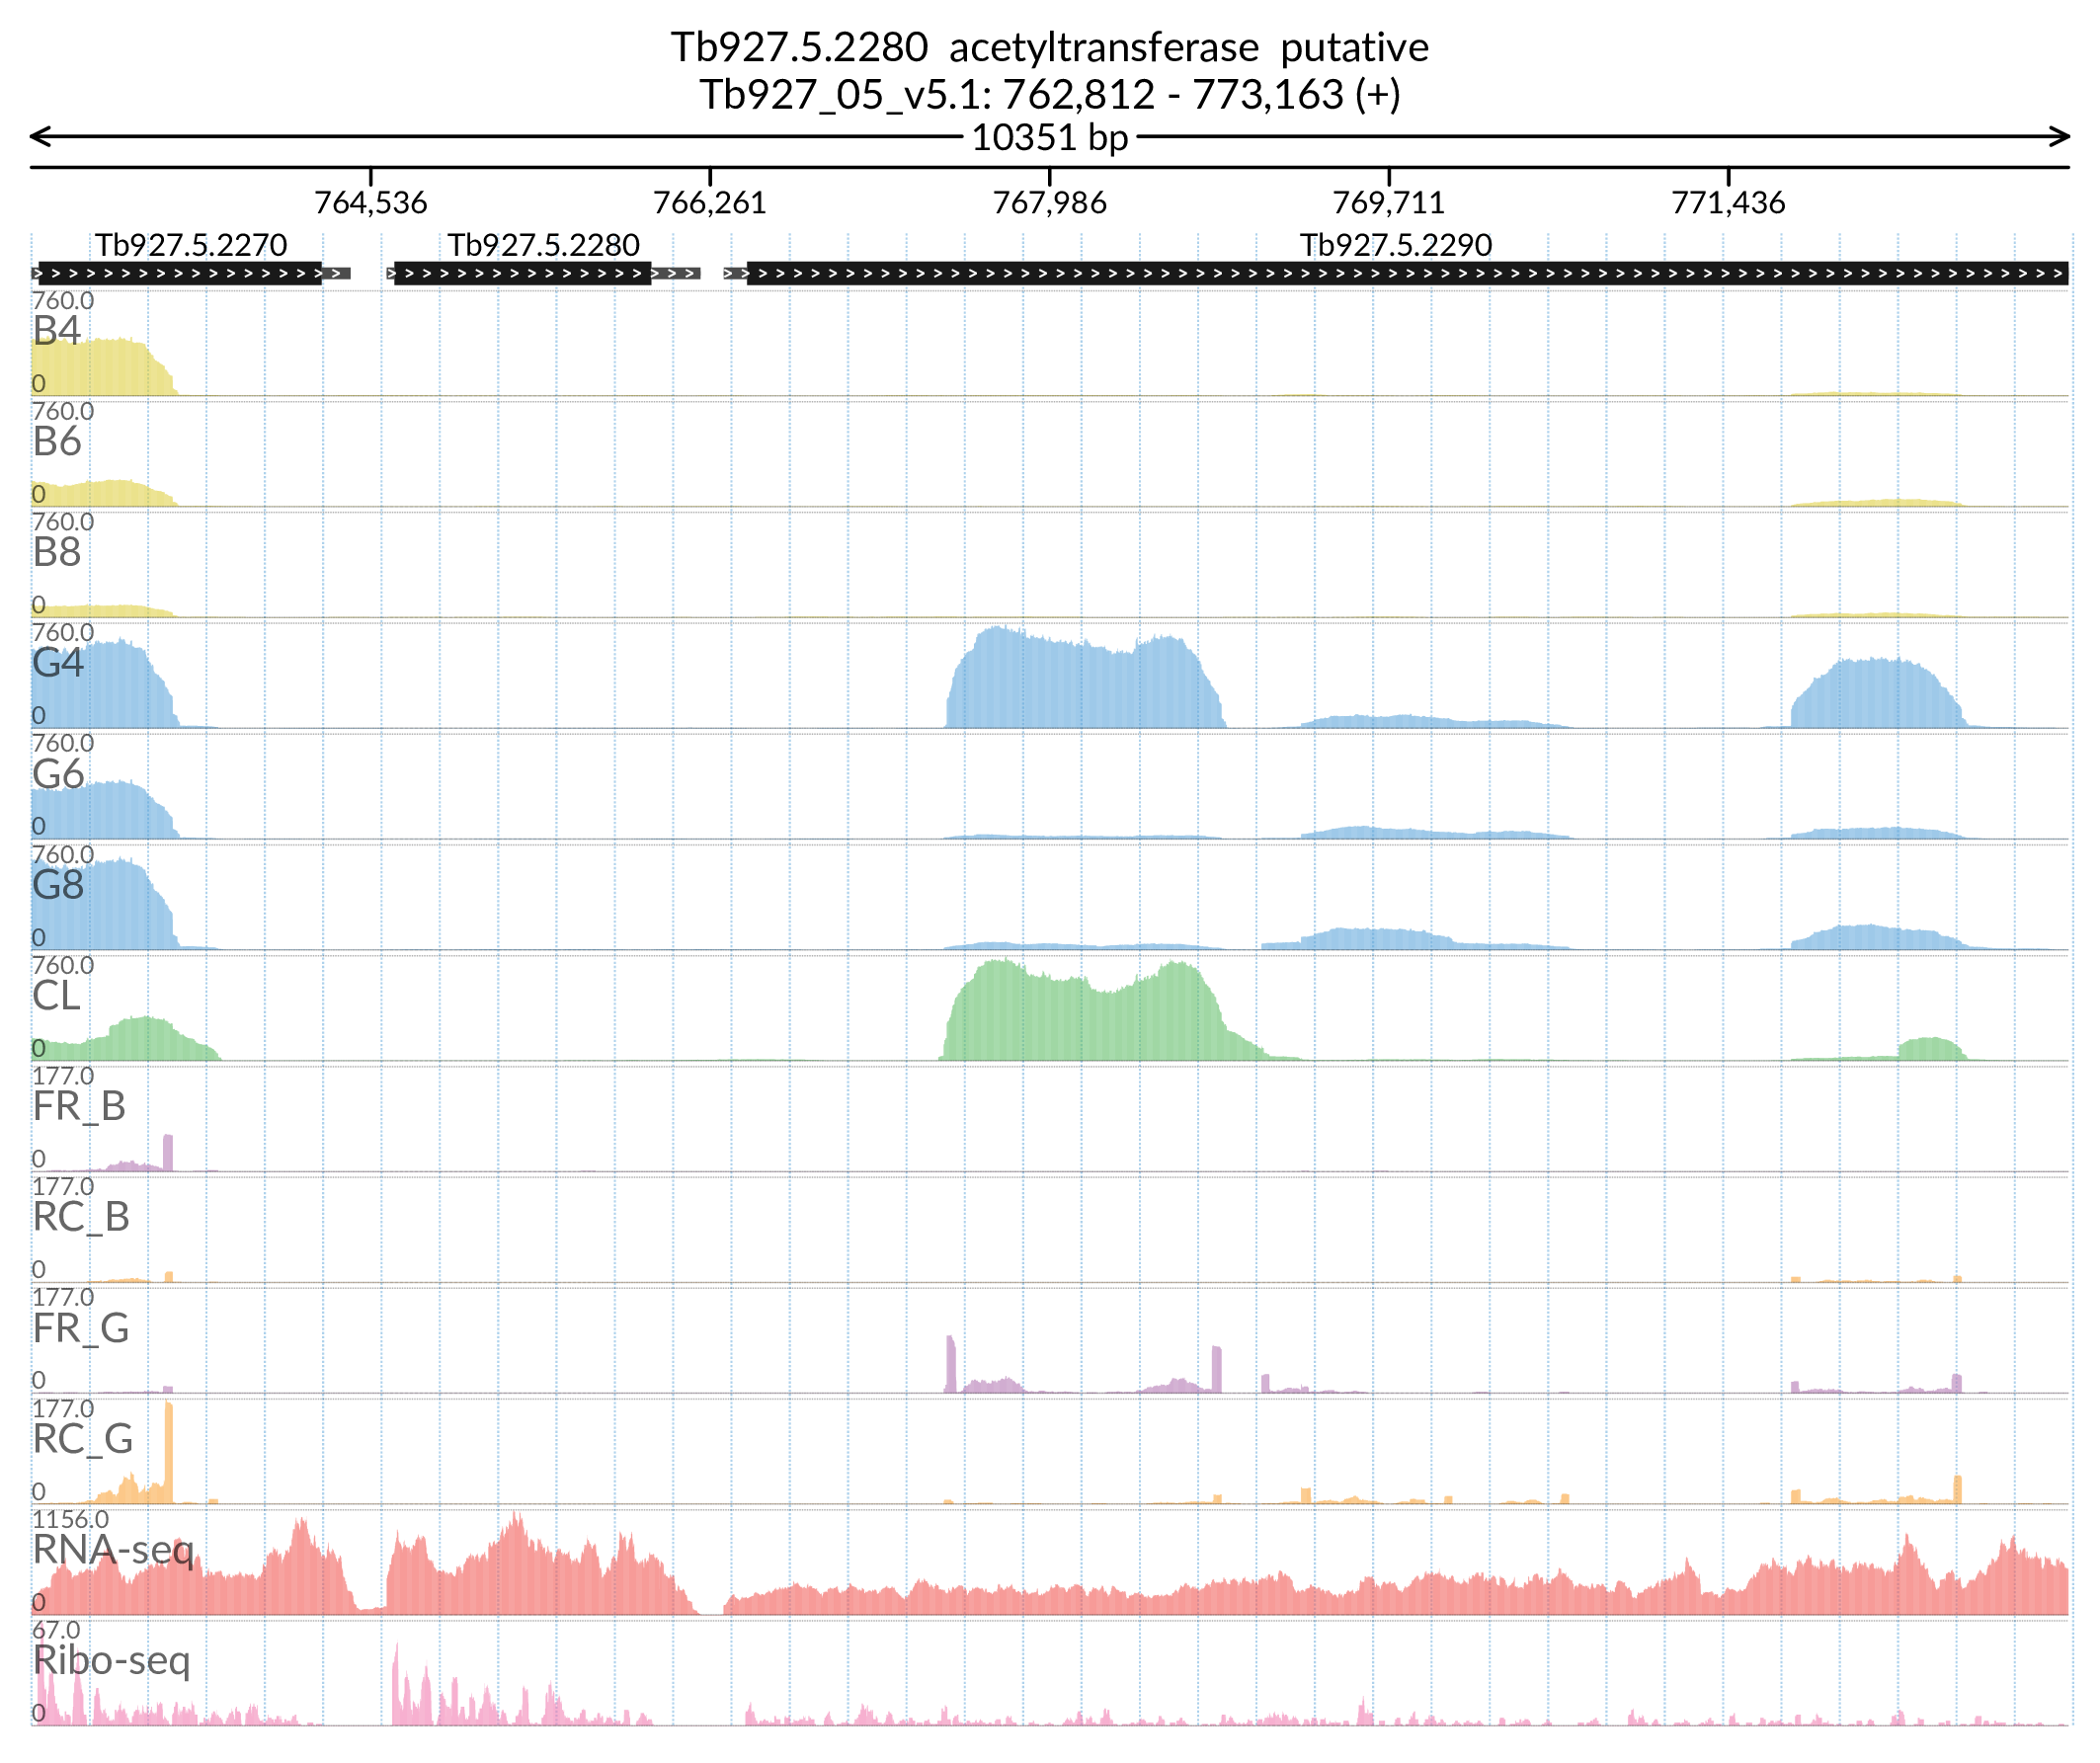 Tb927.5.2280 acetyltransferase putative
Tb927_05_v5.1: 762,812 - 773,163 (+)
10351 bp
764,536 766,261 767,986 769,711 771,436
Tb927.5.2270 Tb927.5.2280 Tb927.5.2290
760.0
B4
0
760.0
B6
0
760.0
B8
0
760.0
G4
0
760.0
G6
0
760.0
G8
0
760.0
CL
0
177.0
FR_B
0
177.0
RC_B
0
177.0
FR_G
0
177.0
RC_G
0
1156.0
RNA-seq
0
67.0
Ribo-seq
0